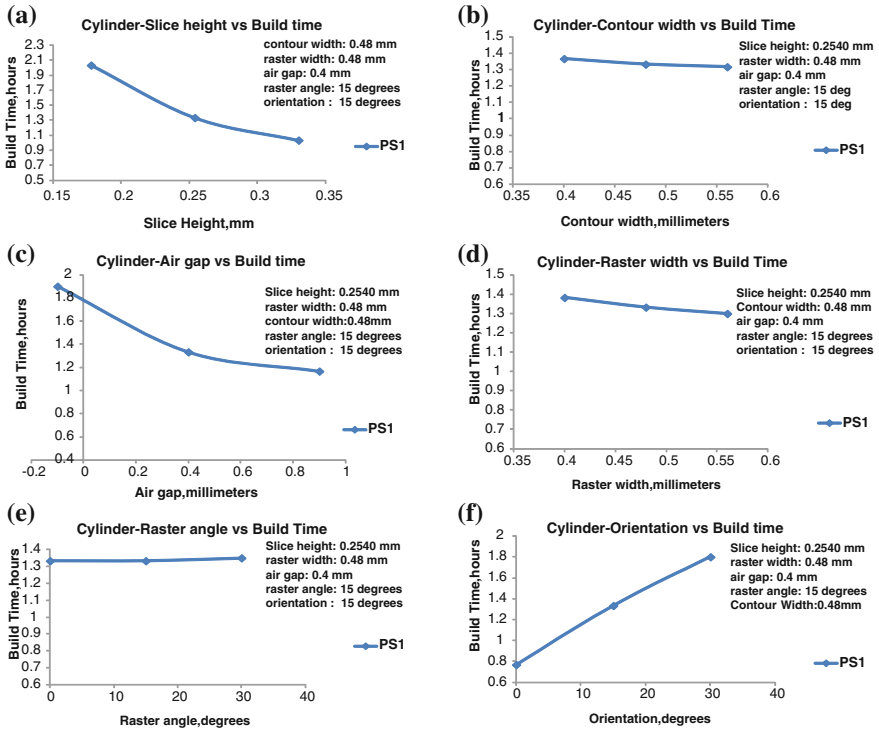 (a)
Cylinder-Slice height vs Build time
contour width: 0.48 mm
raster width: 0.48 mm
air gap: 0.4 mm
raster angle: 15 degrees
orientation : 15 degrees
Build Time,hours
2.3
2.1
1.9
1.7
1.5
1.3
1.1
0.9
0.7
0.5
0.15
0.2
0.25
0.3
0.35
Slice Height,mm
PS1
(b)
Cylinder-Contour width vs Build time
Slice height: 0.2540 mm
raster width: 0.48 mm
air gap: 0.4 mm
raster angle: 15 deg
orientation : 15 deg
Build Time,hours
1.5
1.4
1.3
1.2
1.1
1
0.9
0.8
0.7
0.6
0.35
0.4
0.45
0.5
0.55
0.6
Contour width,millimeters
PS1
(c)
Cylinder-Air gap vs Build time
Slice height: 0.2540 mm
raster width: 0.48 mm
contour width:0.48mm
raster angle: 15 degrees
orientation : 15 degrees
Build Time,hours
2
1.8
1.6
1.4
1.2
1
0.8
0.6
0.4
-0.2
0
0.2
0.4
0.6
0.8
1
Air gap,millimeters
PS1
(d)
Cylinder-Raster width vs Build Time
Slice height: 0.2540 mm
Contour width: 0.48 mm
air gap: 0.4 mm
raster angle: 15 degrees
orientation : 15 degrees
Build Time,hours
1.5
1.4
1.3
1.2
1.1
1
0.9
0.8
0.7
0.6
0.35
0.4
0.45
0.5
0.55
0.6
Raster width,millimeters
PS1
(e)
Cylinder-Raster angle vs Build Time
Slice height: 0.2540 mm
raster width: 0.48 mm
air gap: 0.4 mm
raster angle: 15 degrees
orientation : 15 degrees
Build Time,hours
1.4
1.3
1.2
1.1
1
0.9
0.8
0.7
0.6
0
10
20
30
40
Raster angle,degrees
PS1
(f)
Cylinder-Orientation vs Build time
Slice height: 0.2540 mm
raster width: 0.48 mm
air gap: 0.4 mm
raster angle: 15 degrees
Contour Width:0.48mm
Build Time,hours
2
1.8
1.6
1.4
1.2
1
0.8
0.6
0
10
20
30
40
Orientation,degrees
PS1